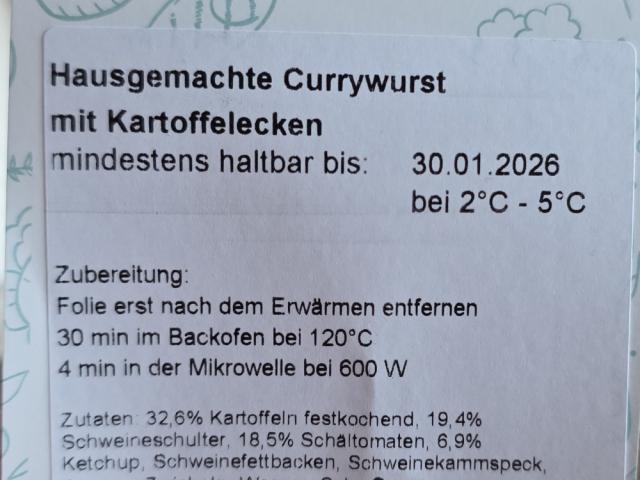 Hausgemachte Currywurst
mit Kartoffelecken
mindestens haltbar bis: 30.01.2026
bei 2°C - 5°C
Zubereitung:
Folie erst nach dem Erwärmen entfernen
30 min im Backofen bei 120°C
4 min in der Mikrowelle bei 600 W
Zutaten: 32,6% Kartoffeln festkochend, 19,4%
Schweineschulter, 18,5% Schältomaten, 6,9%
Ketchup, Schweinefettbacken, Schweinekammspeck,